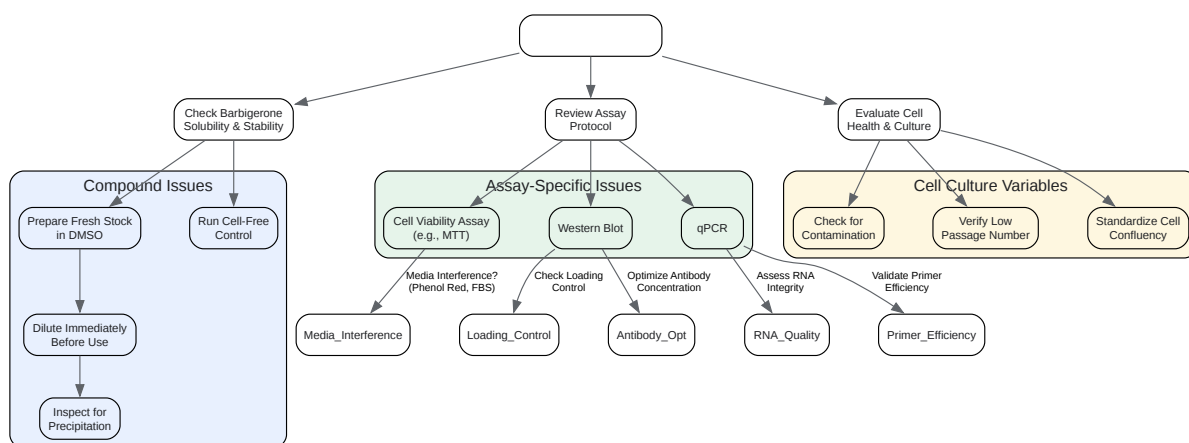 Check Barbigerone
Solubility & Stability
Review Assay
Protocol
Evaluate Cell
Health & Culture
Compound Issues
Assay-Specific Issues
Cell Culture Variables
Prepare Fresh Stock
in DMSO
Run Cell-Free
Control
Cell Viability Assay
(e.g., MTT)
Western Blot
qPCR
Check for
Contamination
Verify Low
Passage Number
Standardize Cell
Confluency
Media Interference?
(Phenol Red, FBS)
Check Loading
Control
Optimize Antibody
Concentration
Assess RNA
Integrity
Validate Primer
Efficiency
Dilute Immediately
Before Use
Media_Interference
Loading_Control
Antibody_Opt
RNA_Quality
Primer_Efficiency
Inspect for
Precipitation